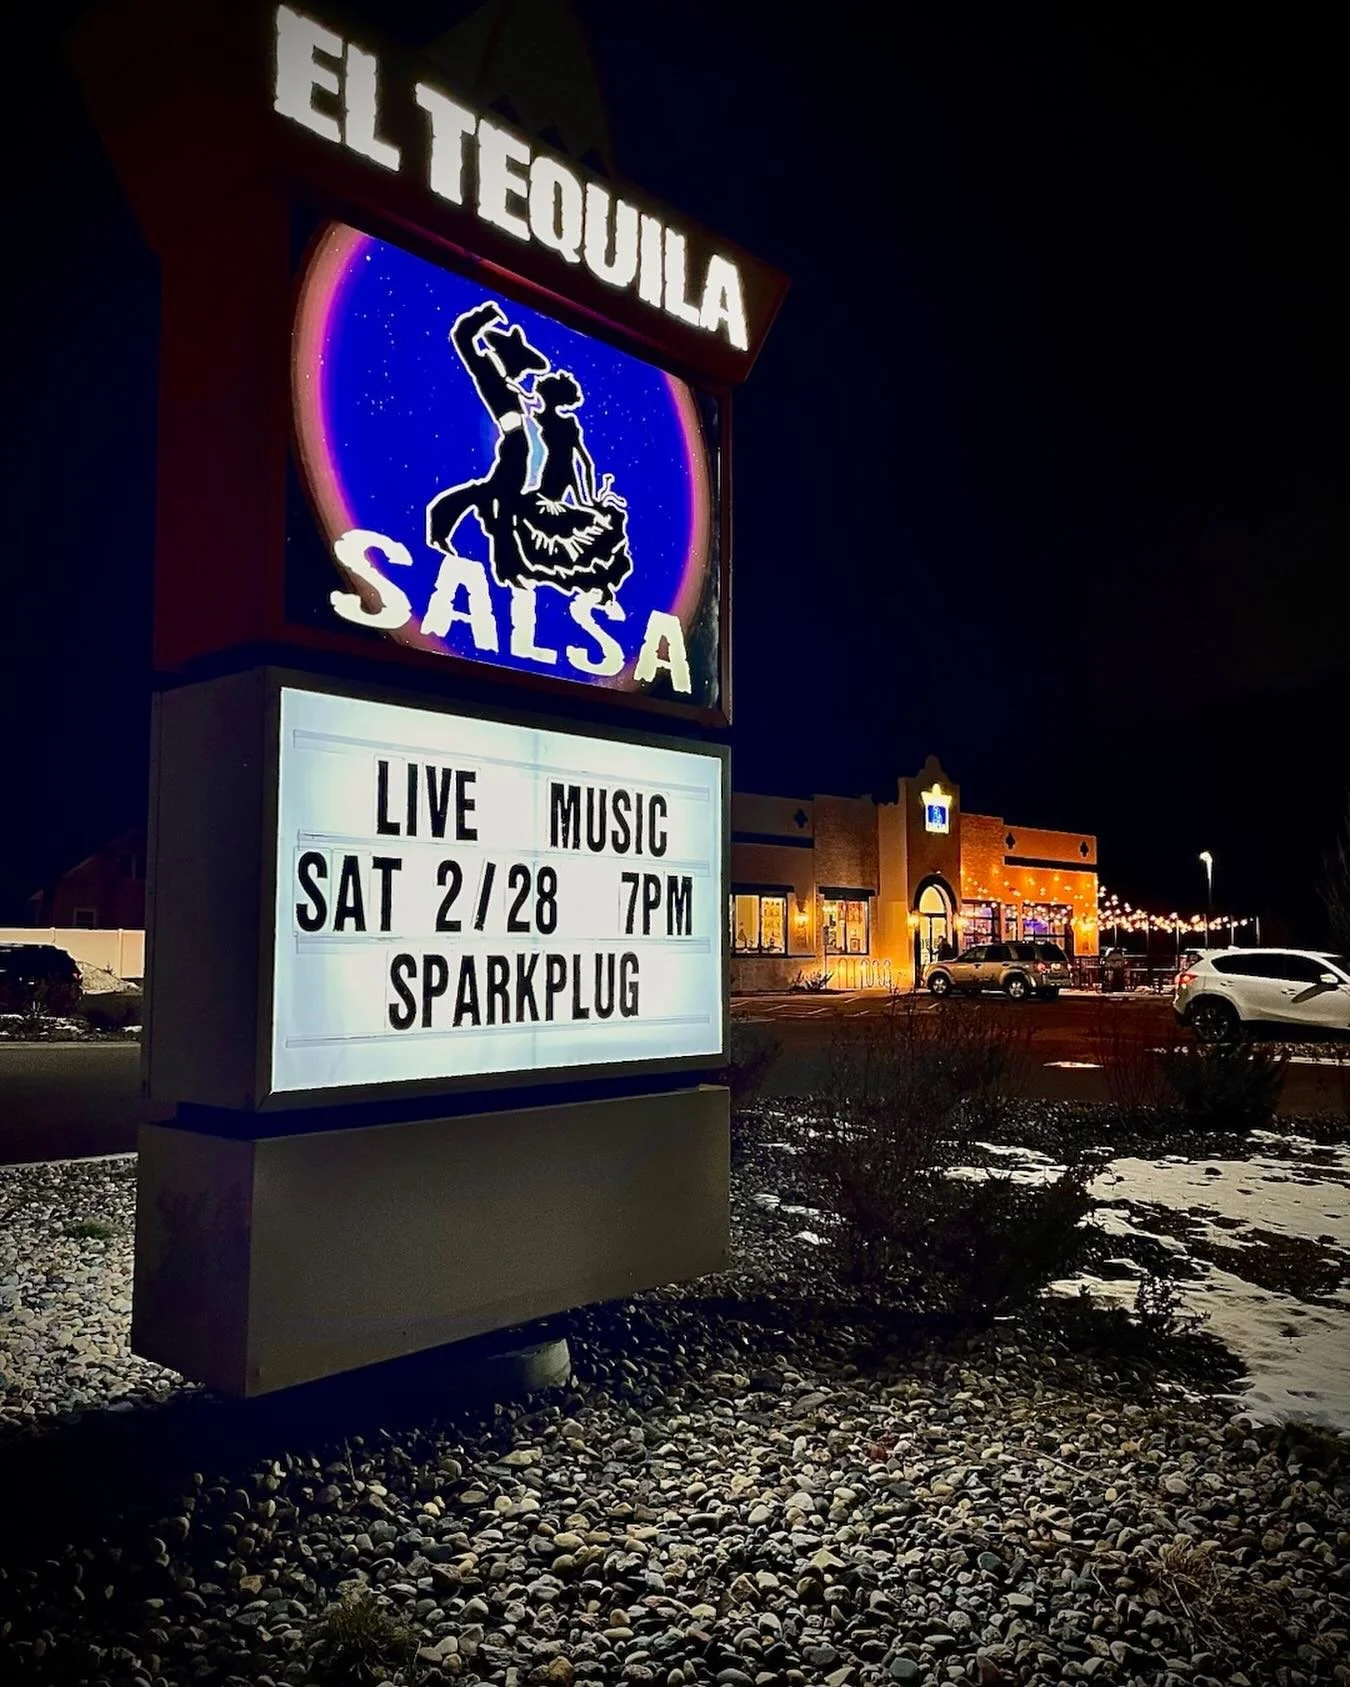 EL TEQUILA
SALSA
LIVE MUSIC
SAT 2/28 7PM
SPARKPLUG